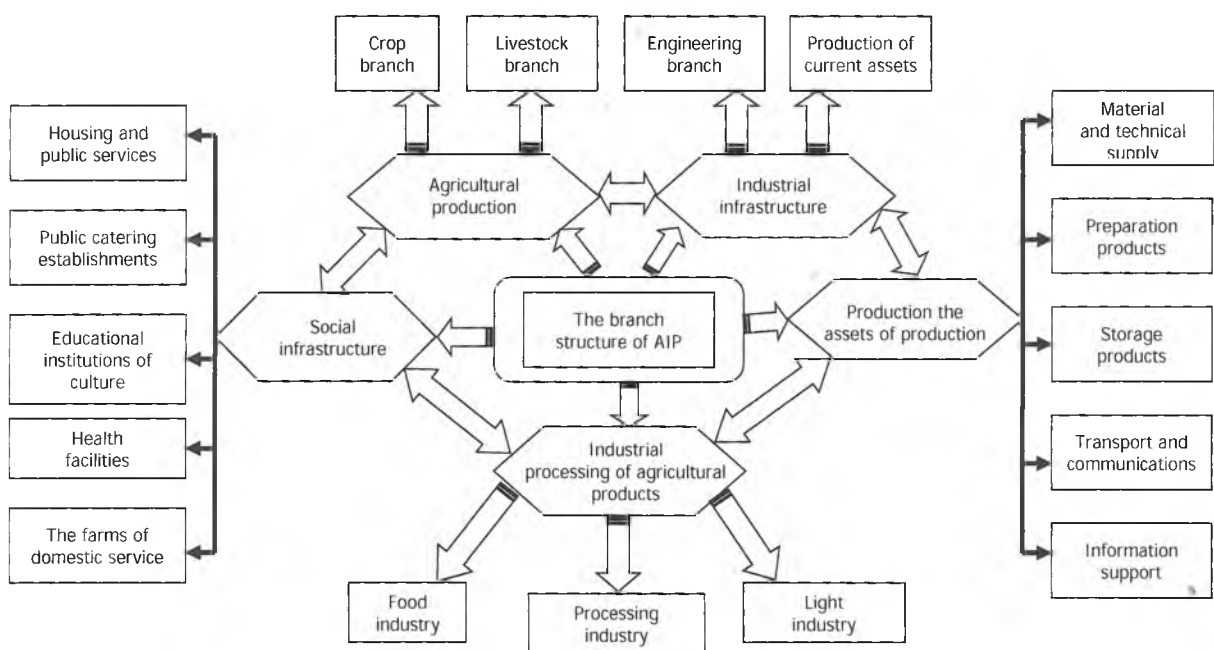 Crop
branch
Livestock
branch
Engineering
branch
Production of
current assets
Housing and
public services
Public catering
establishments
Educational
institutions of
culture
Health
facilities
The farms of
domestic service
Agricultural
production
Industrial
infrastructure
Social
infrastructure
The branch
structure of AIP
Production the
assets of production
Industrial
processing of agricultural
products
Food
industry
Processing
industry
Light
industry
Material
and technical
supply
Preparation
products
Storage
products
Transport and
communications
Information
support